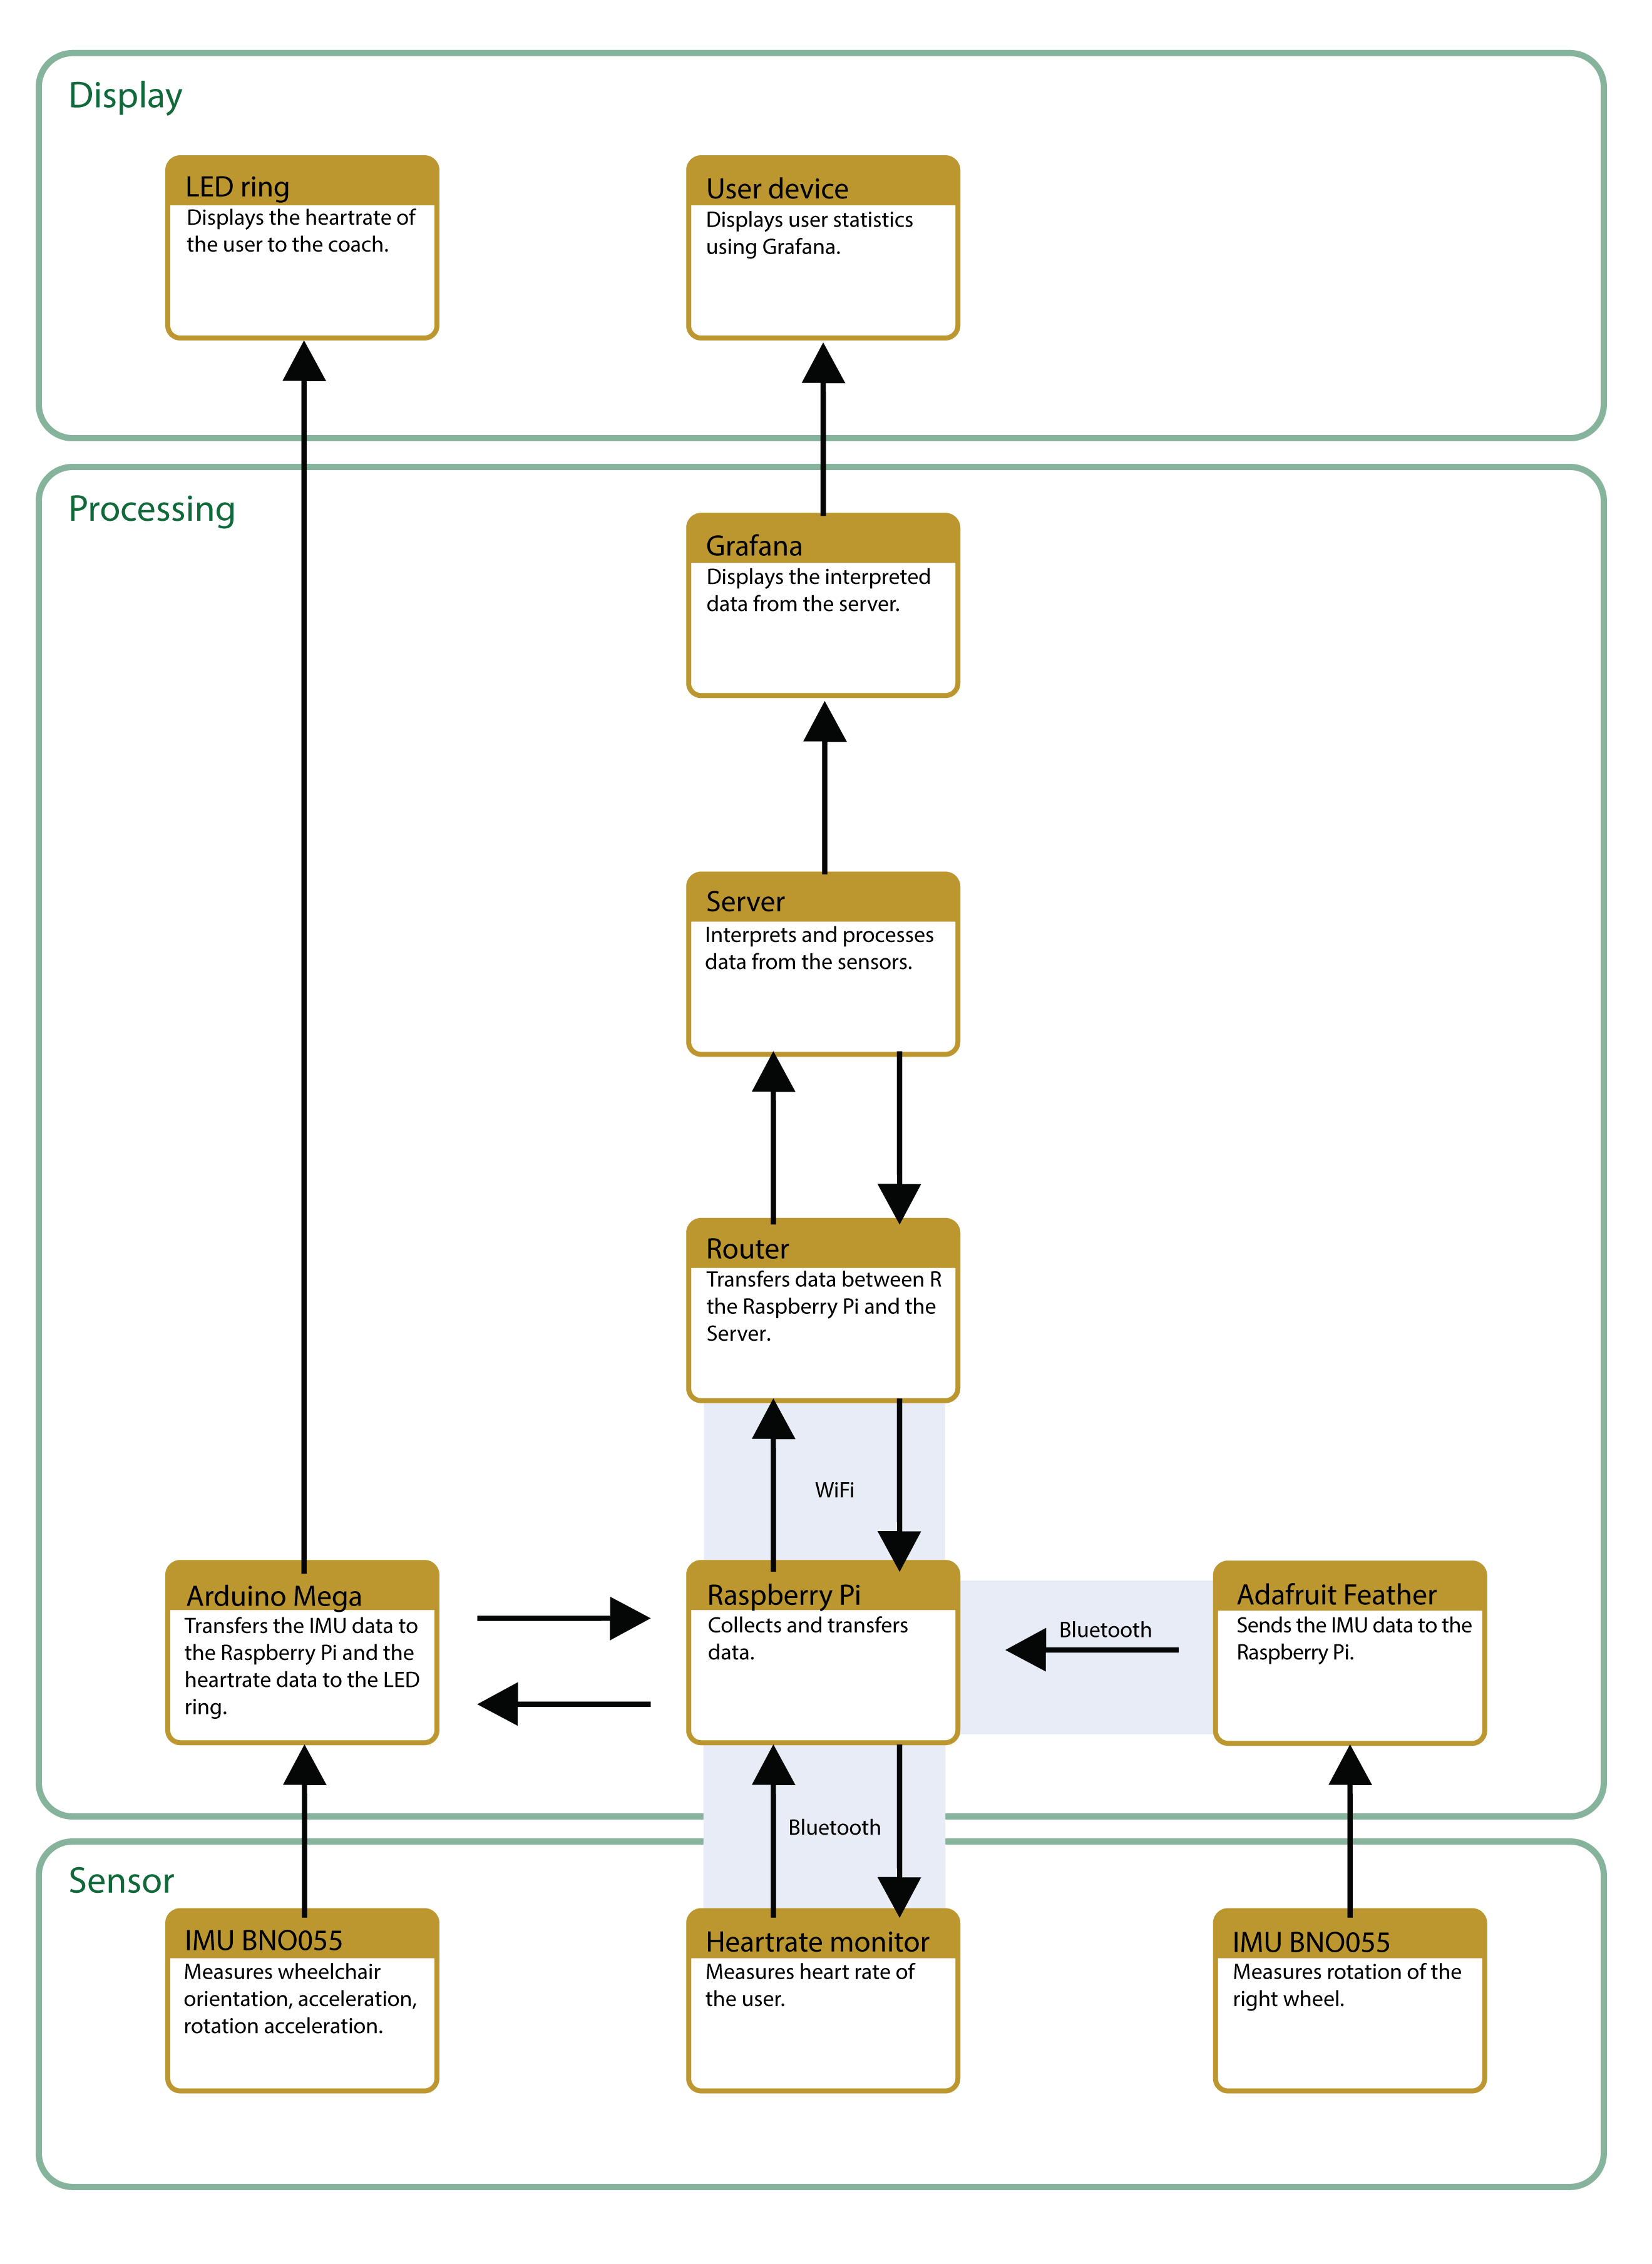 Display
LED ring
Displays the heartrate of
the user to the coach.
User device
Displays user statistics
using Grafana.
Processing
Grafana
Displays the interpreted
data from the server.
Server
Interprets and processes
data from the sensors.
Router
Transfers data between R
the Raspberry Pi and the
Server.
WiFi
Arduino Mega
Transfers the IMU data to
the Raspberry Pi and the
heartrate data to the LED
ring.
Raspberry Pi
Collects and transfers
data.
Bluetooth
Adafruit Feather
Sends the IMU data to the
Raspberry Pi.
Bluetooth
Sensor
IMU BNO055
Measures wheelchair
orientation, acceleration,
rotation acceleration.
Heartrate monitor
Measures heart rate of
the user.
IMU BNO055
Measures rotation of the
right wheel.